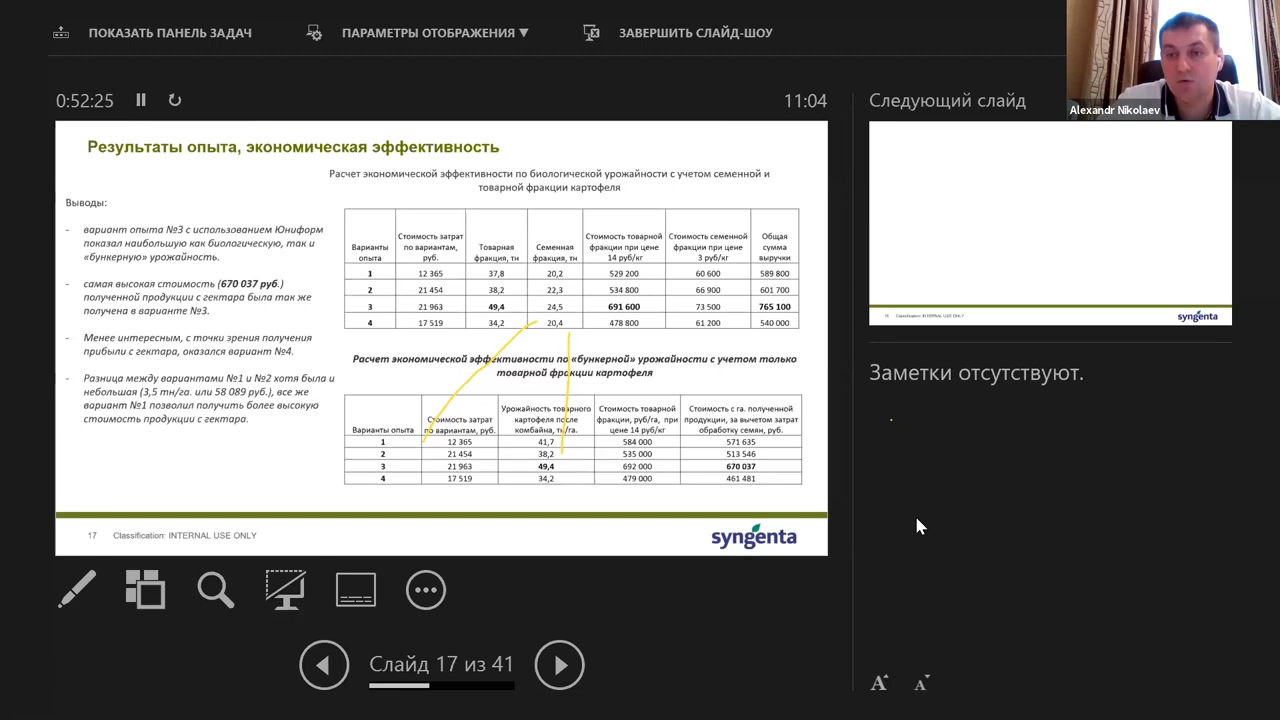 ПОКАЗАТЬ ПАНЕЛЬ ЗАДАЧ ПАРАМЕТРЫ ОТОБРАЖЕНИЯ ▼ ЗАВЕРШИТЬ СЛАЙД-ШОУ
Alexandr Nikolaev
0:52:25 11:04
Следующий слайд
Результаты опыта, экономическая эффективность
Расчет экономической эффективности по биологической урожайности с учетом семенной и
товарной фракции картофеля
Выводы:
- вариант опыта №3 с использованием Юниформ
показал наибольшую как биологическую, так и
«бункерную» урожайность.
- самая высокая стоимость (670 037 руб.)
полученной продукции с гектара была так же
получена в варианте №3.
- Менее интересным, с точки зрения получения
прибыли с гектара, оказался вариант №4.
- Разница между вариантами №1 и №2 хотя была и
небольшая (3,5 тн/га. или 58 089 руб.), все же
вариант №1 позволил получить более высокую
стоимость продукции с гектара.
Варианты опыта Стоимость затрат по вариантам, руб. Товарная фракция, тн Семенная фракция, тн Стоимость товарной фракции при цене 14 руб/кг Стоимость семенной фракции при цене 3 руб/кг Общая сумма выручки
1 12 365 37,8 20,2 529 200 60 600 589 800
2 21 454 38,2 22,3 534 800 66 900 601 700
3 21 963 49,4 24,5 691 600 73 500 765 100
4 17 519 34,2 20,4 478 800 61 200 540 000
Расчет экономической эффективности по «бункерной» урожайности с учетом только
товарной фракции картофеля
Варианты опыта Стоимость затрат по вариантам, руб. Урожайность товарного картофеля после комбайна, тн/га. Стоимость товарной фракции, руб/га, при цене 14 руб/кг Стоимость с га. полученной продукции, за вычетом затрат обработку семян, руб.
1 12 365 41,7 584 000 571 635
2 21 454 38,2 535 000 513 546
3 21 963 49,4 692 000 670 037
4 17 519 34,2 479 000 461 481
17 Classification: INTERNAL USE ONLY
syngenta
Classification: INTERNAL USE ONLY
syngenta
Заметки отсутствуют.
Слайд 17 из 41
A A